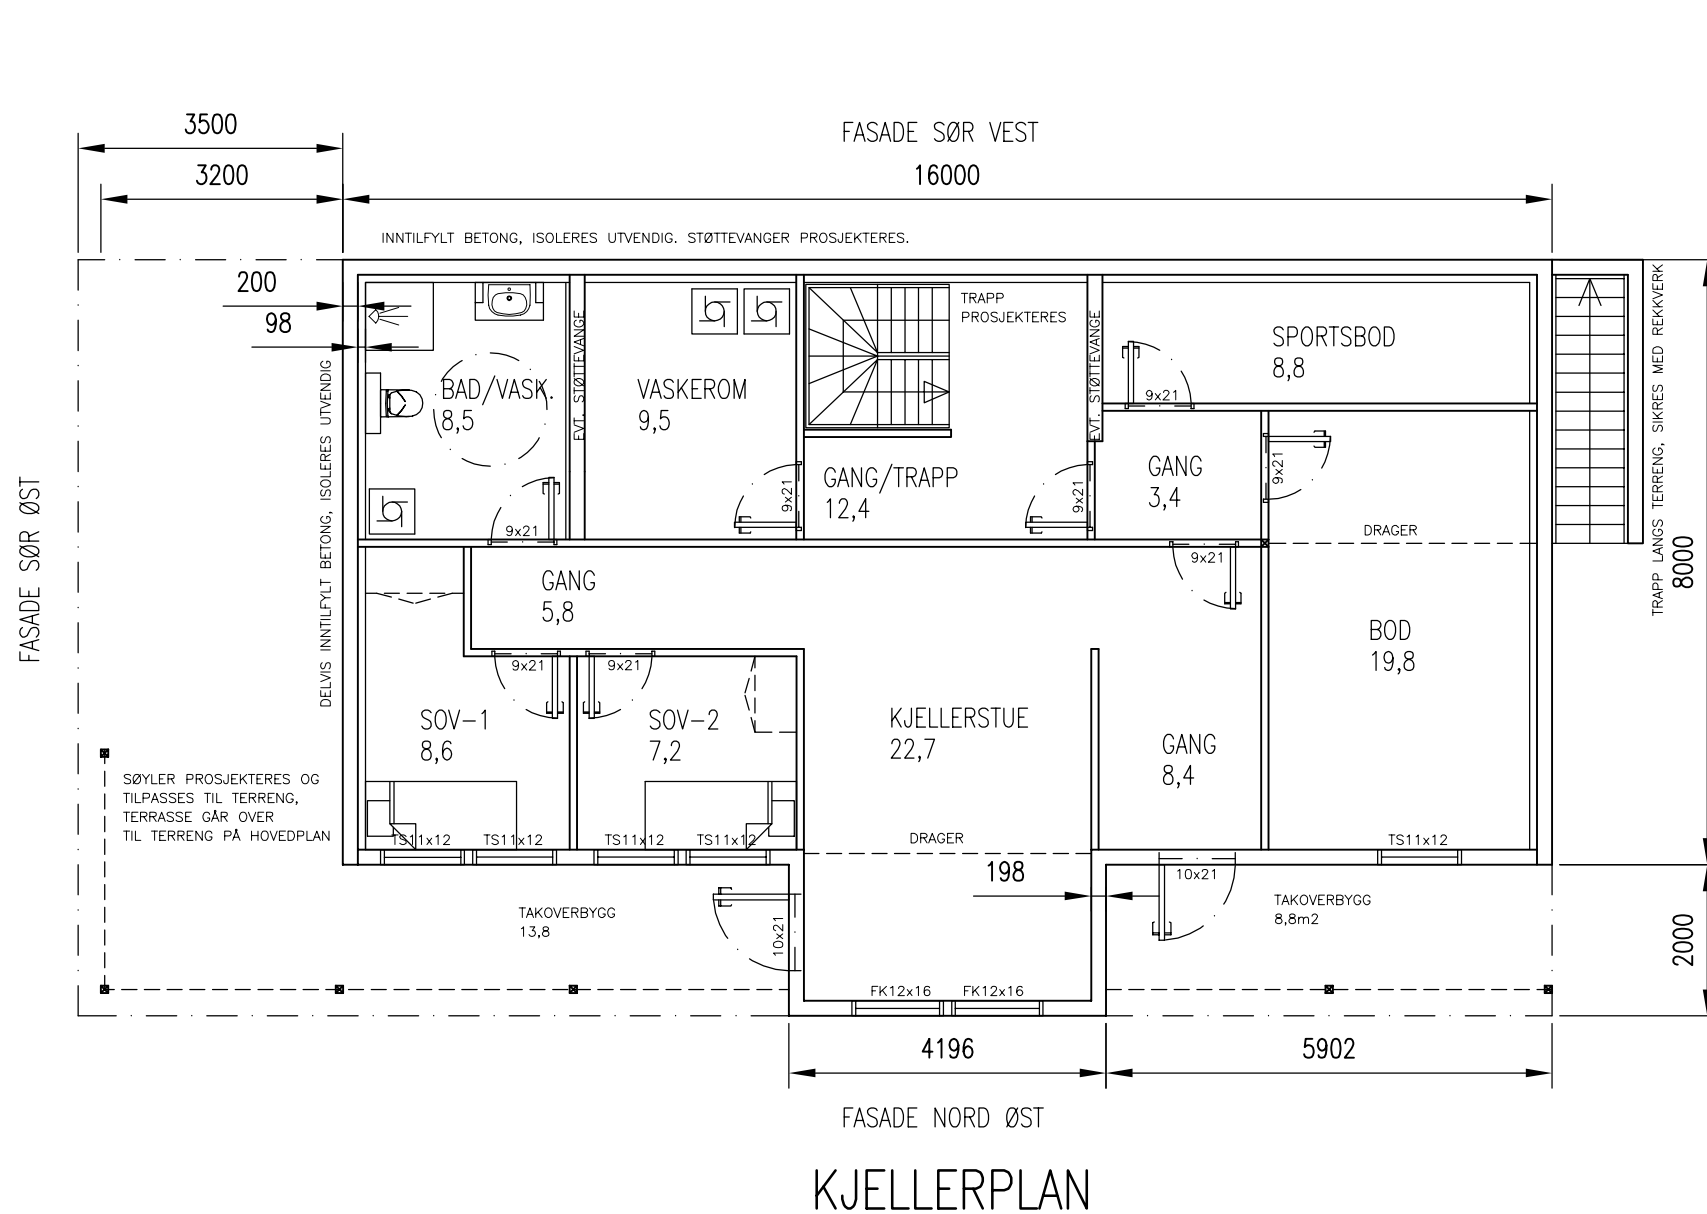 3500
FASADE SØR VEST
3200
16000
INNTILFYLT BETONG, ISOLERES UTVENDIG. STØTTEVANGER PROSJEKTERES.
200
98
TRAPP
PROSJEKTERES
EVT. STØTTEVANGE
EVT. STØTTEVANGE
SPORTSBOD
8,8
BAD/VASK.
8,5
VASKEROM
9,5
9x21
GANG/TRAPP
12,4
GANG
3,4
9x21
9x21
9x21
9x21
DRAGER
TRAPP LANGS TERRENG, SIKRES MED REKKVERK
8000
FASADE SØR ØST
DELVIS INNTILFYLT BETONG, ISOLERES UTVENDIG
9x21
GANG
5,8
BOD
19,8
9x21
9x21
SOV-1
8,6
SOV-2
7,2
KJELLERSTUE
22,7
GANG
8,4
SØYLER PROSJEKTERES OG
TILPASSES TIL TERRENG,
TERRASSE GÅR OVER
TIL TERRENG PÅ HOVEDPLAN
TS11x12
TS11x12
TS11x12
TS11x12
DRAGER
TS11x12
198
10x21
TAKOVERBYGG
13,8
10x21
TAKOVERBYGG
8,8m2
2000
FK12x16
FK12x16
4196
5902
FASADE NORD ØST
KJELLERPLAN